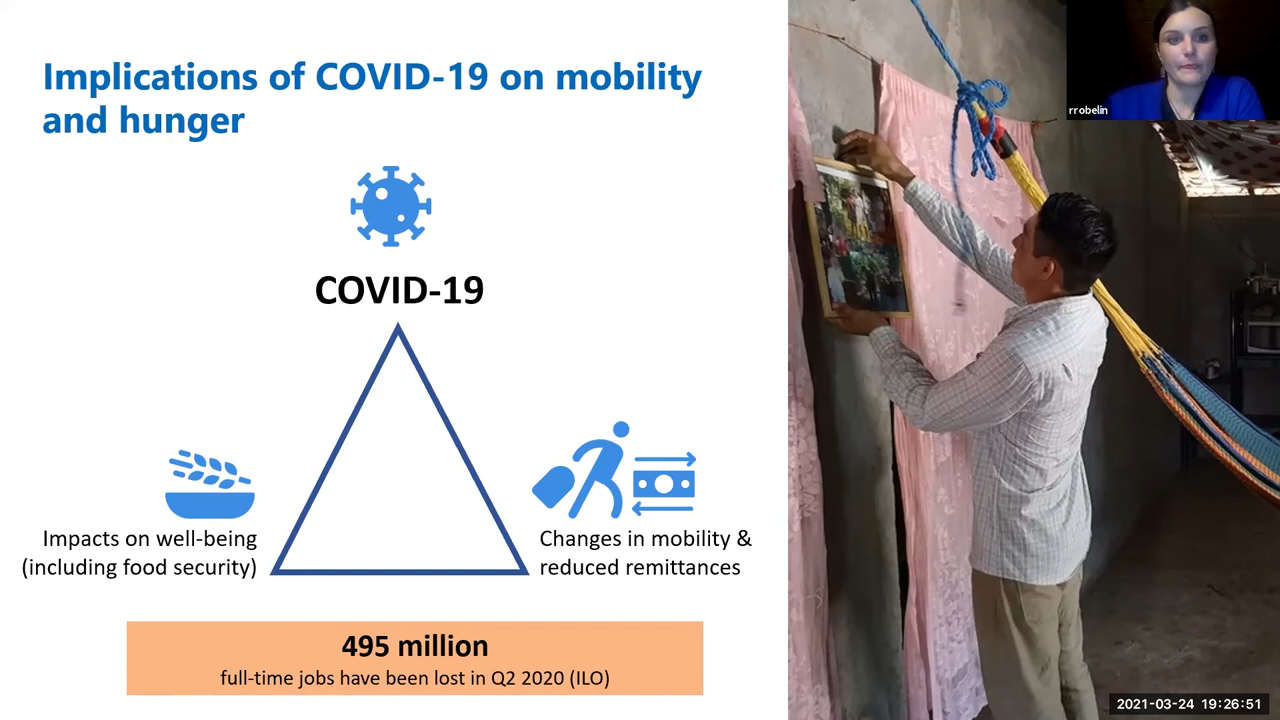 Implications of COVID-19 on mobility
and hunger
rrobelin
COVID-19
Impacts on well-being
(including food security)
Changes in mobility &
reduced remittances
495 million
full-time jobs have been lost in Q2 2020 (ILO)
2021-03-24 19:26:51